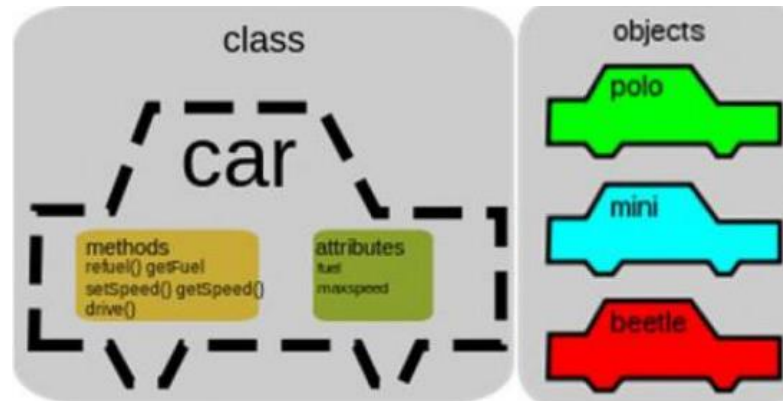 class
car
methods
refuel() getFuel
setSpeed() getSpeed()
drive()
attributes
fuel
maxspeed
objects
polo
mini
beetle